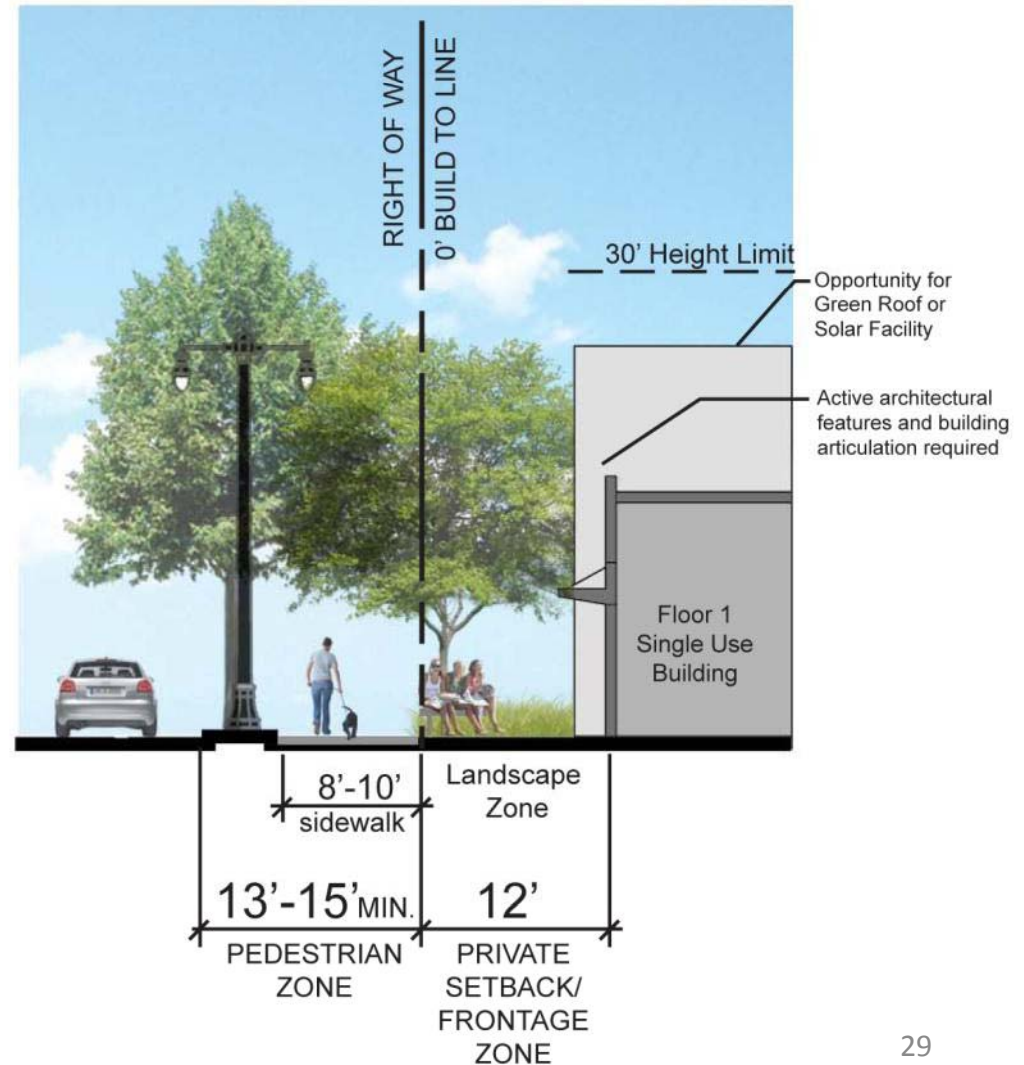 RIGHT OF WAY
0' BUILD TO LINE
30' Height Limit
Opportunity for
Green Roof or
Solar Facility
Active architectural
features and building
articulation required
Floor 1
Single Use
Building
8'-10'
sidewalk
Landscape
Zone
13'-15' MIN.
PEDESTRIAN
ZONE
12'
PRIVATE
SETBACK/
FRONTAGE
ZONE
29